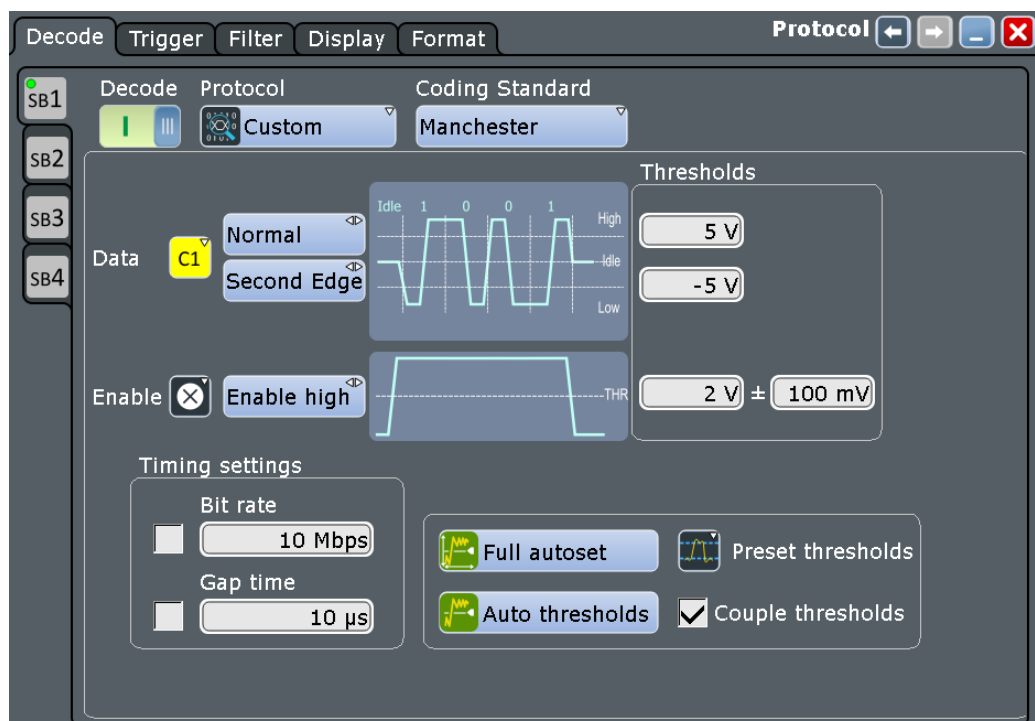 Decode Trigger Filter Display Format Protocol
SB1
SB2
SB3
SB4
Decode Protocol Coding Standard
Custom Manchester
Thresholds
Data C1 Normal
Second Edge
Idle 1 0 0 1
High
Idle
Low
5 V
-5 V
Enable Enable high THR 2 V ± 100 mV
Timing settings
Bit rate
10 Mbps
Gap time
10 µs
Full autoset Preset thresholds
Auto thresholds Couple thresholds